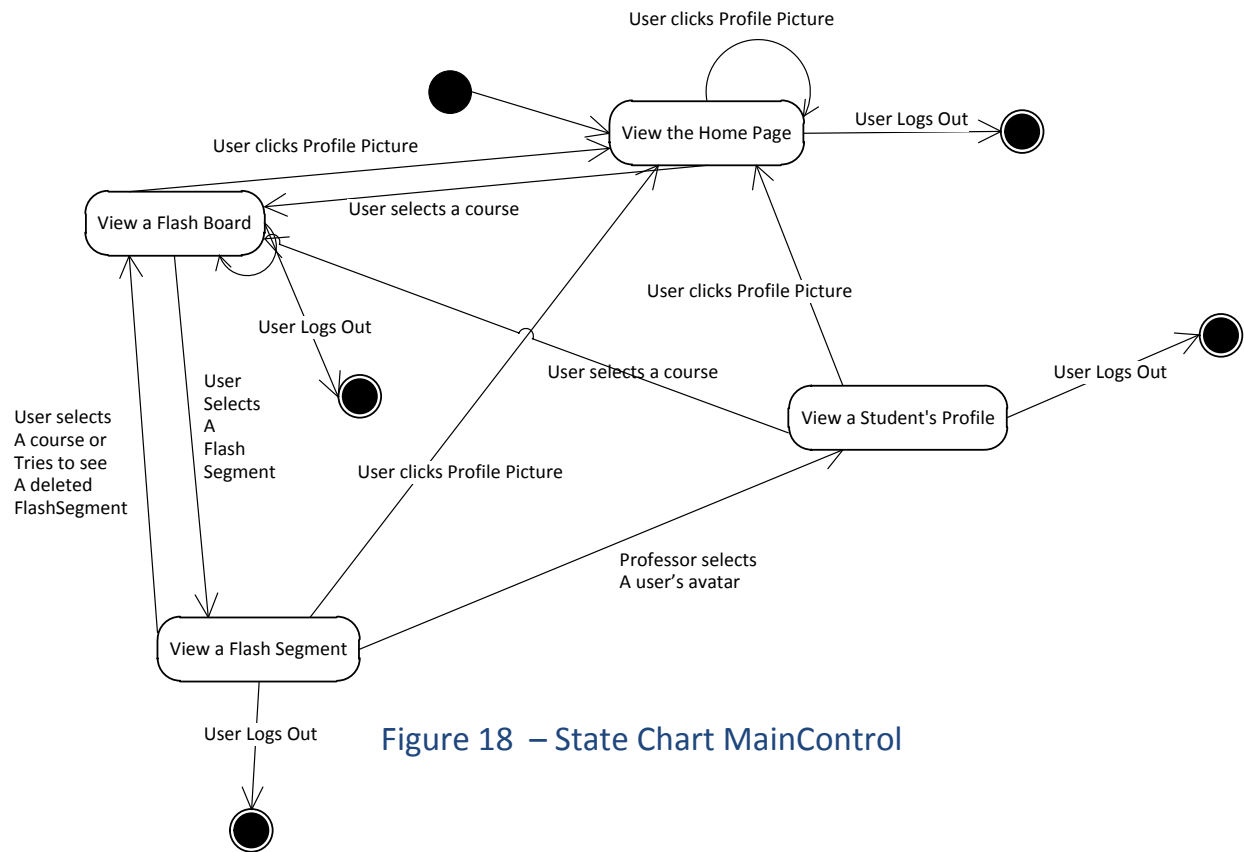 User clicks Profile Picture
View the Home Page
User Logs Out
User clicks Profile Picture
View a Flash Board
User selects a course
User clicks Profile Picture
User Logs Out
User selects a course
User Logs Out
View a Student's Profile
User
Selects
A
Flash
Segment
User selects
A course or
Tries to see
A deleted
FlashSegment
User clicks Profile Picture
Professor selects
A user’s avatar
View a Flash Segment
User Logs Out
Figure 18 – State Chart MainControl